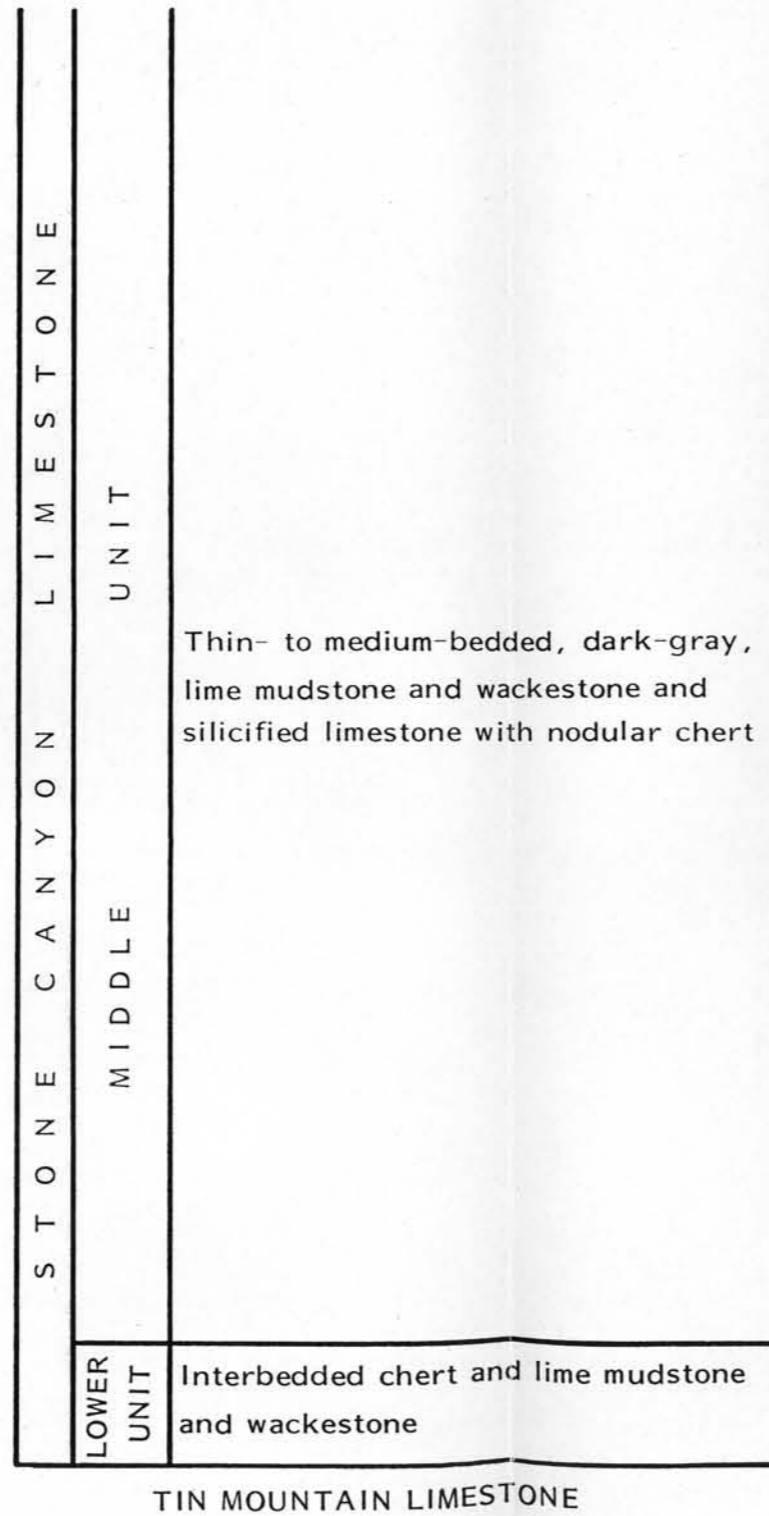 STONE CANYON LIMESTONE
MIDDLE UNIT
Thin- to medium-bedded, dark-gray,
lime mudstone and wackestone and
silicified limestone with nodular chert
LOWER
UNIT
Interbedded chert and lime mudstone
and wackestone
TIN MOUNTAIN LIMESTONE